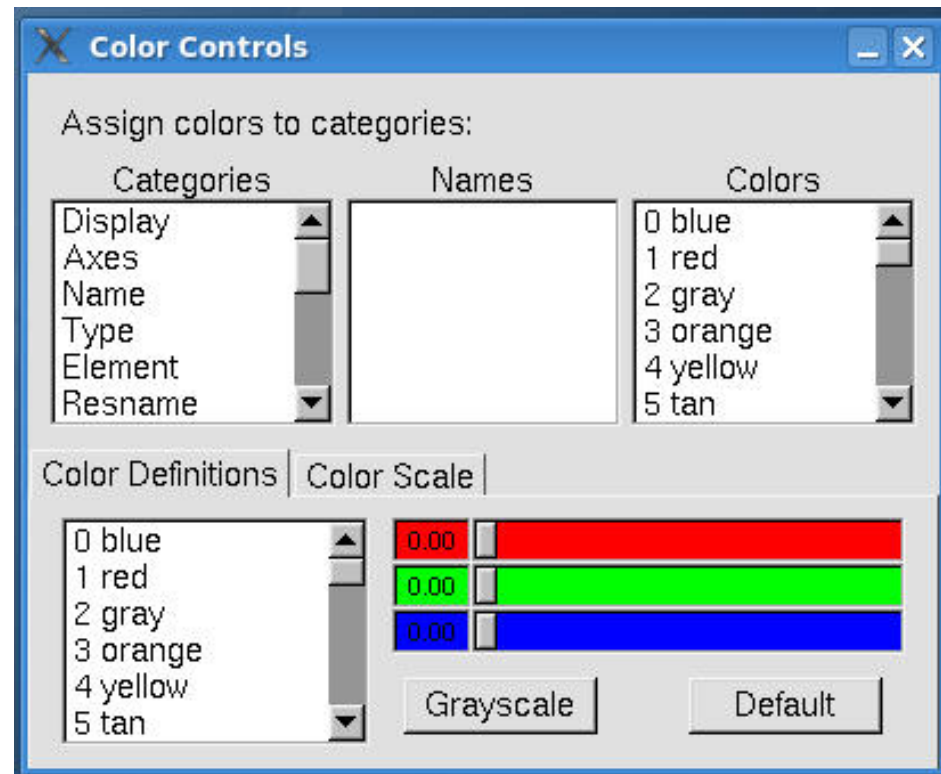 Color Controls
Assign colors to categories:
Categories
Names
Colors
Display
Axes
Name
Type
Element
Resname
0 blue
1 red
2 gray
3 orange
4 yellow
5 tan
Color Definitions
Color Scale
0 blue
1 red
2 gray
3 orange
4 yellow
5 tan
0.00
0.00
0.00
Grayscale
Default